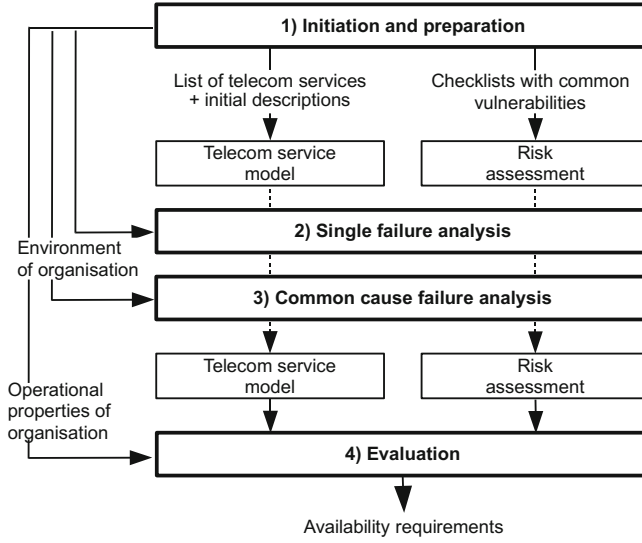 1) Initiation and preparation
List of telecom services
+ initial descriptions
Checklists with common
vulnerabilities
Telecom service
model
Risk
assessment
2) Single failure analysis
Environment
of organisation
3) Common cause failure analysis
Telecom service
model
Risk
assessment
Operational
properties of
organisation
4) Evaluation
Availability requirements